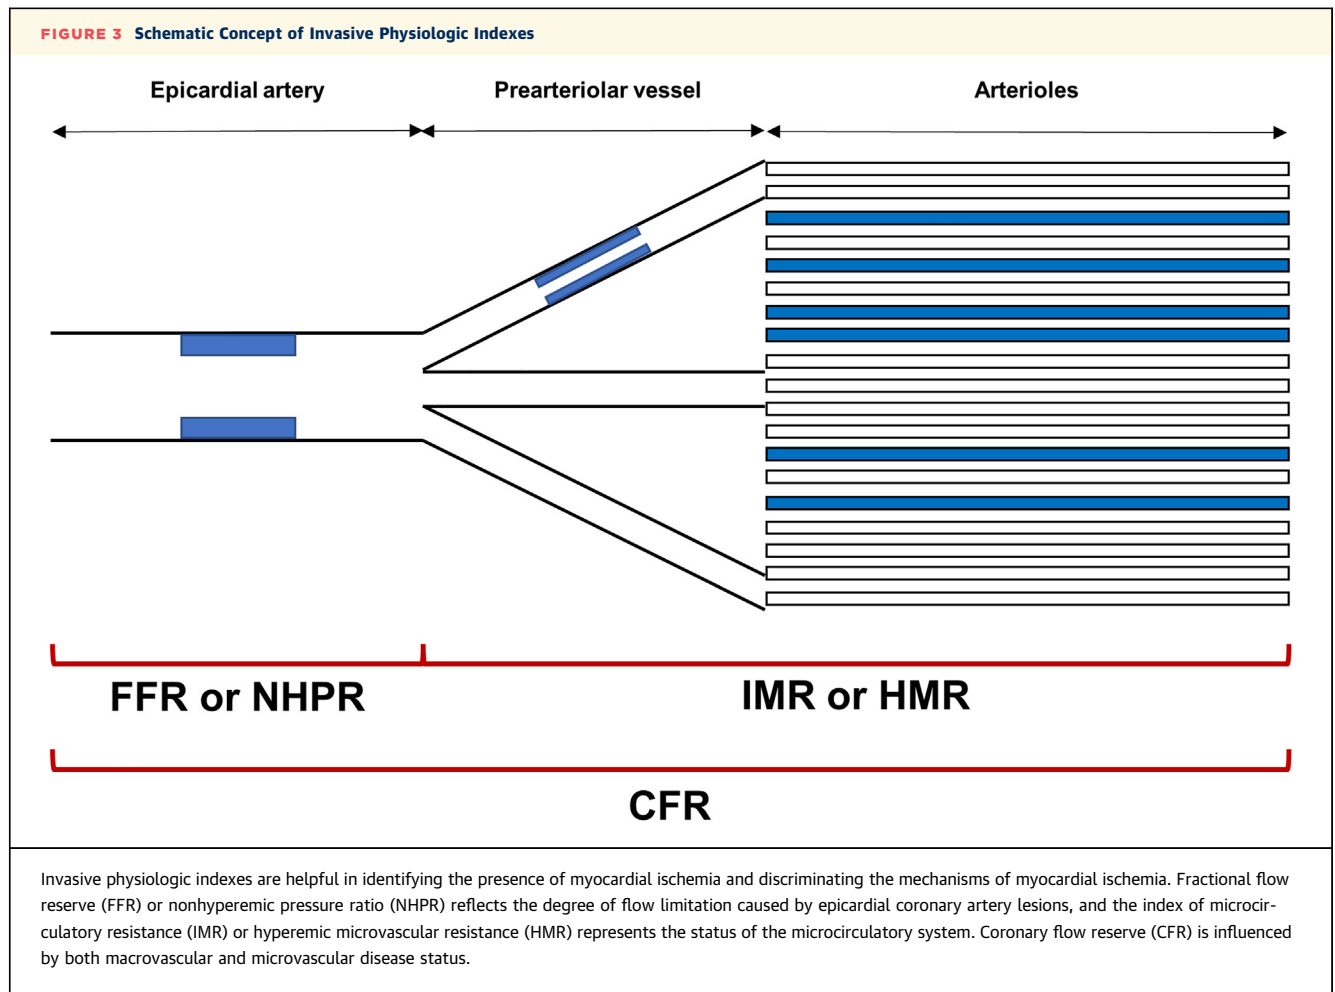 FIGURE 3 Schematic Concept of Invasive Physiologic Indexes
Epicardial artery
Prearteriolar vessel
Arterioles
FFR or NHPR
IMR or HMR
CFR
Invasive physiologic indexes are helpful in identifying the presence of myocardial ischemia and discriminating the mechanisms of myocardial ischemia. Fractional flow
reserve (FFR) or nonhyperemic pressure ratio (NHPR) reflects the degree of flow limitation caused by epicardial coronary artery lesions, and the index of microcir-
culatory resistance (IMR) or hyperemic microvascular resistance (HMR) represents the status of the microcirculatory system. Coronary flow reserve (CFR) is influenced
by both macrovascular and microvascular disease status.